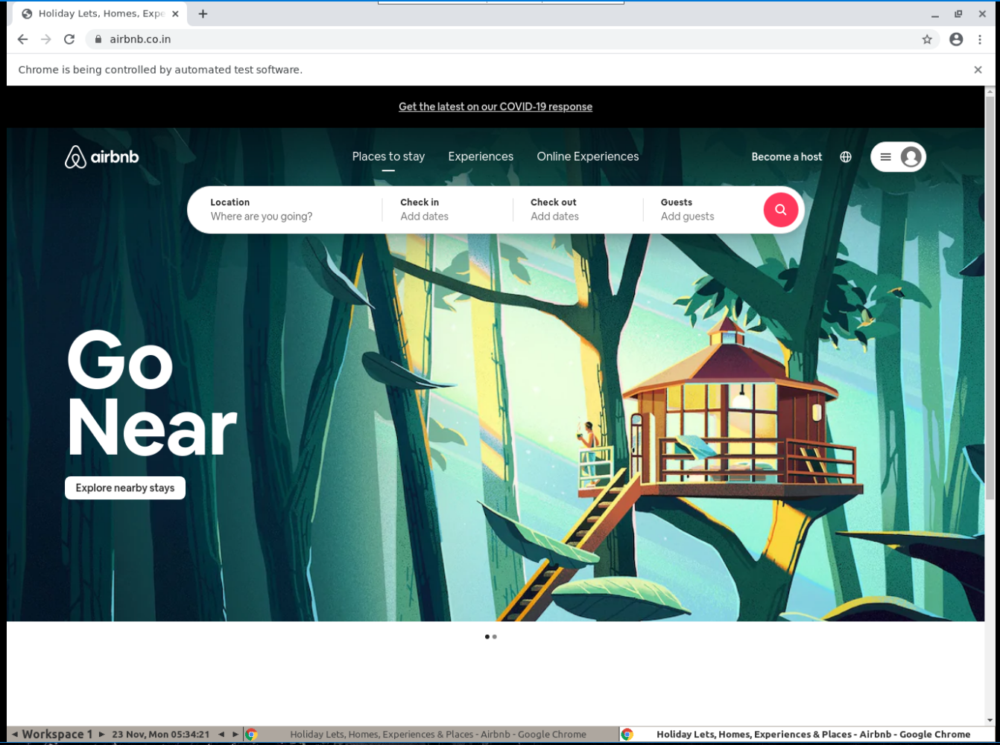 Holiday Lets, Homes, Expe
airbnb.co.in
Chrome is being controlled by automated test software.
Get the latest on our COVID-19 response
airbnb Places to stay Experiences Online Experiences Become a host
Location Check in Check out Guests
Where are you going? Add dates Add dates Add guests
Go
Near
Explore nearby stays
Workspace 1 23 Nov, Mon 05:34:21 Holiday Lets, Homes, Experiences & Places - Airbnb - Google Chrome Holiday Lets, Homes, Experiences & Places - Airbnb - Google Chrome